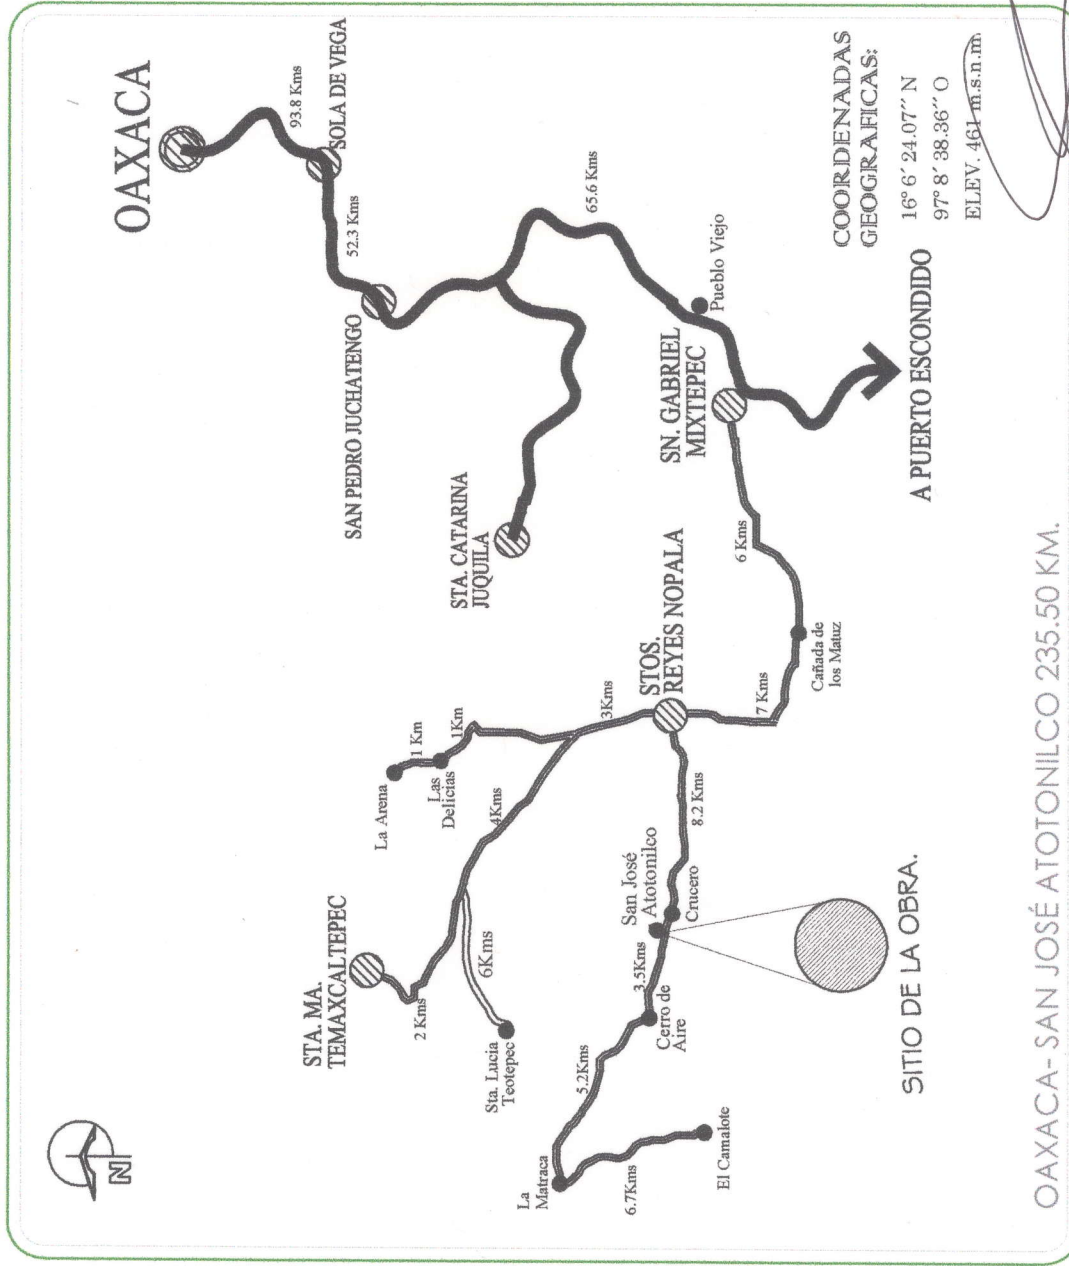 N
OAXACA
93.8 Kms
SOLA DE VEGA
52.3 Kms
SAN PEDRO JUCHATENGO
65.6 Kms
STA. CATARINA
JUQUILA
Pueblo Viejo
SN. GABRIEL
MIXTEPEC
A PUERTO ESCONDIDO
6 Kms
Cañada de
los Matuz
7 Kms
STOS.
REYES NOPALA
3Kms
1Km
1 Km
La Arena
Las
Delicias
4Kms
STA. MA.
TEMAXCALTEPEC
2 Kms
6Kms
Sta. Lucia
Teotepec
8.2 Kms
San José
Atotonilco
Crucero
3.5Kms
Cerro de
Aire
5.2Kms
La
Matraca
6.7Kms
El Camalote
SITIO DE LA OBRA.
COORDENADAS
GEOGRAFICAS:
16° 6´ 24.07´´ N
97° 8´ 38.36´´ O
ELEV. 461 m.s.n.m.
OAXACA- SAN JOSÉ ATOTONILCO 235.50 KM.